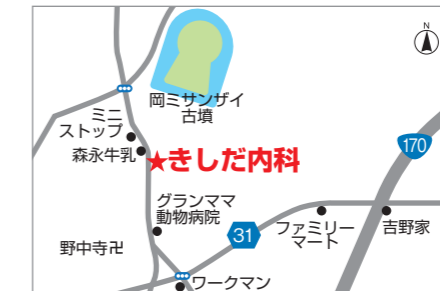 N
岡ミサンザイ
古墳
ミニ
ストップ
森永牛乳
★きしだ内科
170
グランママ
動物病院
31
ファミリー
マート
吉野家
野中寺卍
ワークマン